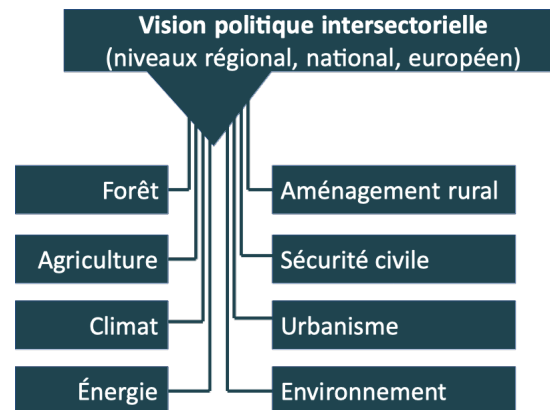 Vision politique intersectorielle
(niveaux régional, national, européen)
Forêt
Aménagement rural
Agriculture
Sécurité civile
Climat
Urbanisme
Énergie
Environnement